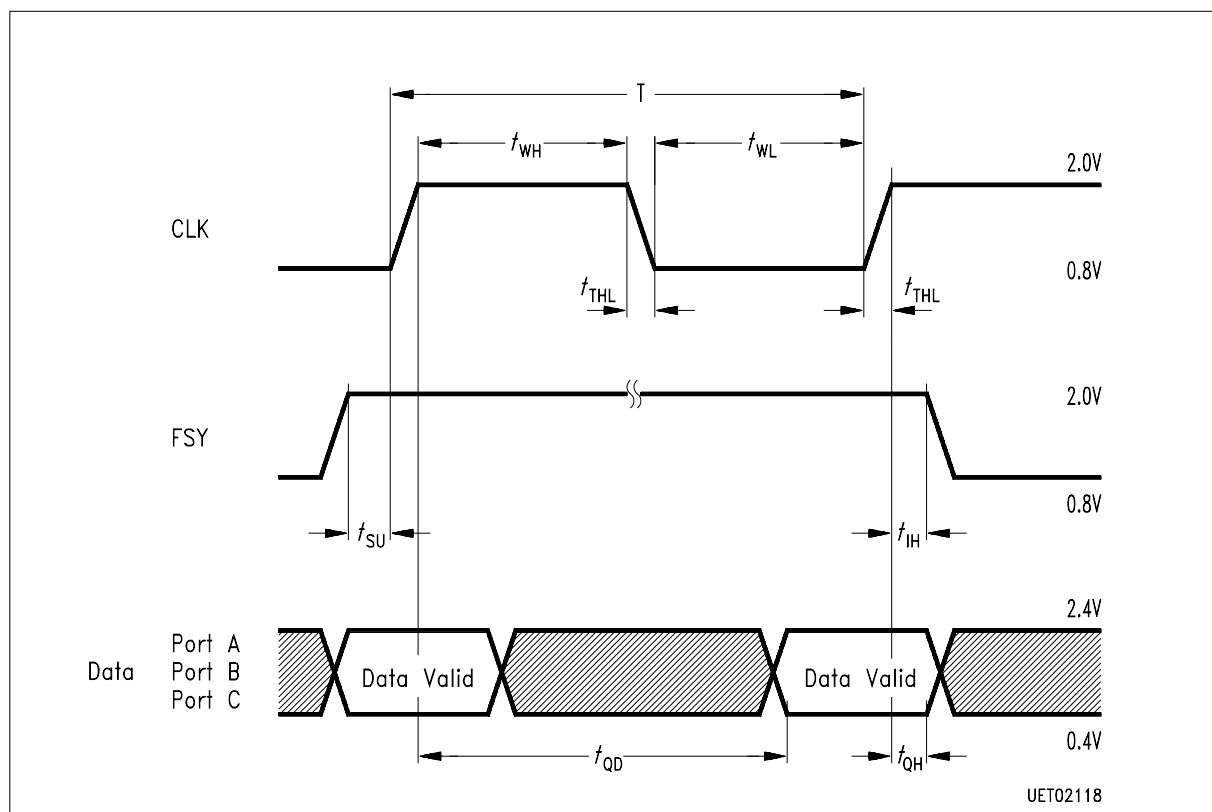 T
tWH
tWL
2.0V
CLK
0.8V
tTHL
tTHL
2.0V
FSY
0.8V
tSU
tIH
2.4V
Port A
Data Port B Data Valid Data Valid
Port C
0.4V
tQD
tQH
UET02118